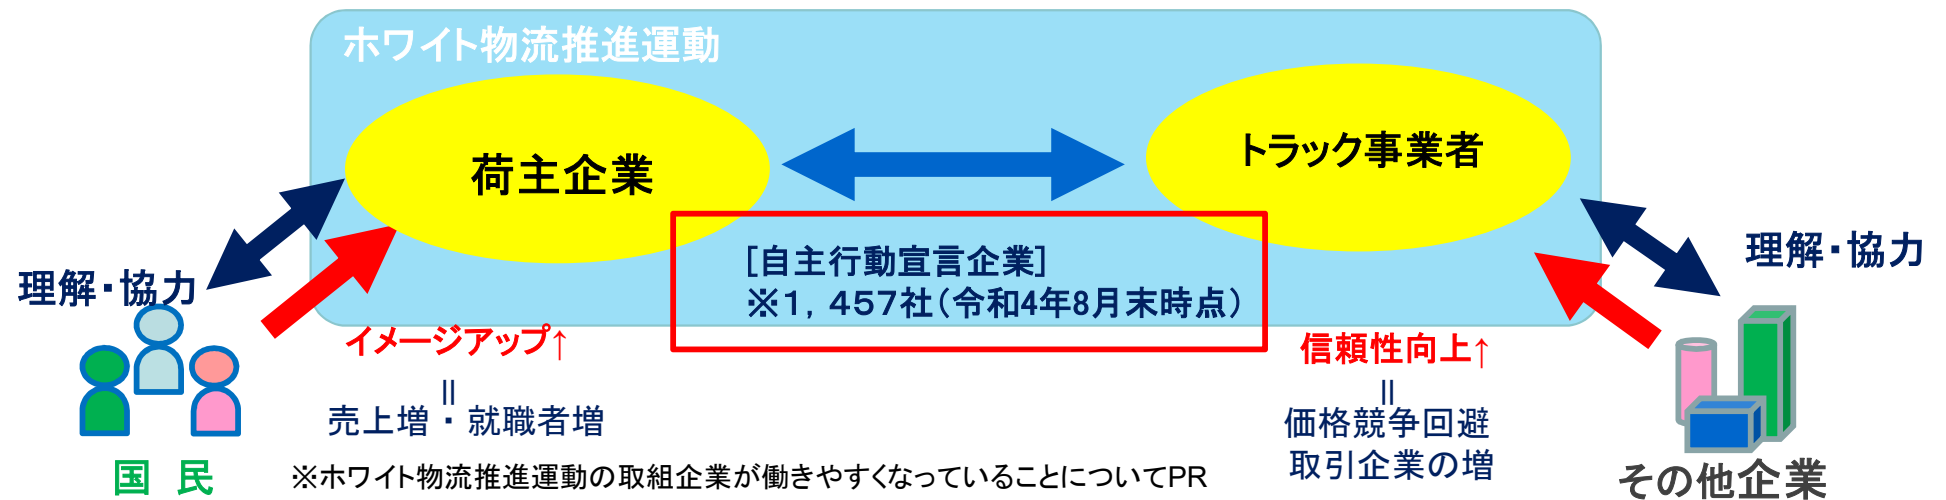 ホワイト物流推進運動
荷主企業
トラック事業者
[自主行動宣言企業]
※1，457社（令和4年8月末時点）
理解・協力
理解・協力
イメージアップ↑
＝
売上増・就職者増
信頼性向上↑
＝
価格競争回避
取引企業の増
国 民
※ホワイト物流推進運動の取組企業が働きやすくなっていることについてPR
その他企業